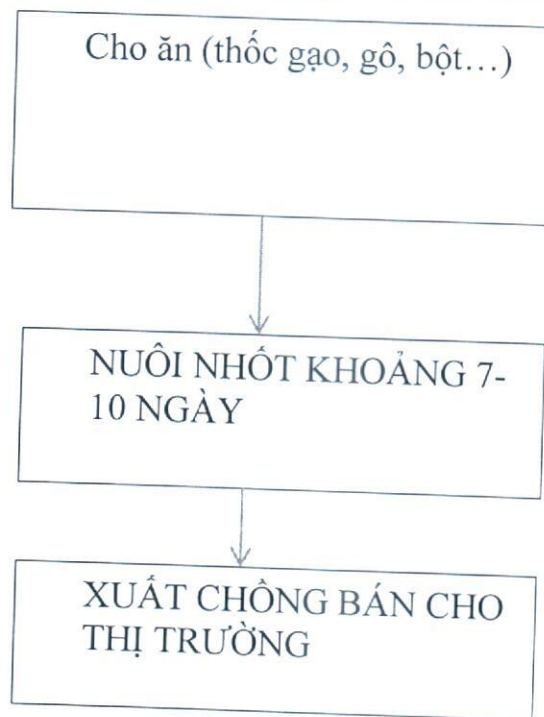 Cho ăn (thốc gạo, gô, bột…)
NUÔI NHỐT KHOẢNG 7-
10 NGÀY
XUẤT CHỒNG BÁN CHO
THỊ TRƯỜNG